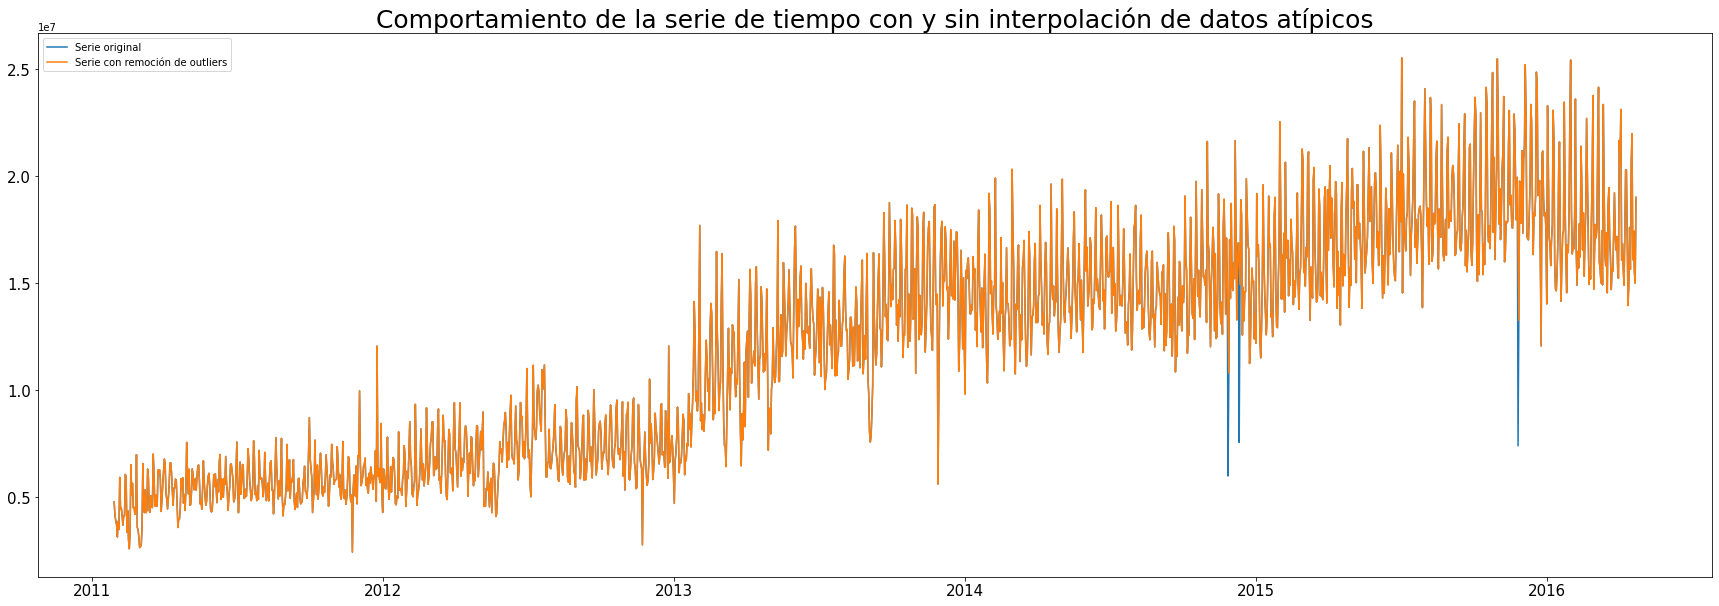 Comportamiento de la serie de tiempo con y sin interpolación de datos atípicos
1e7
Serie original
Serie con remoción de outliers
2.5
2.0
1.5
1.0
0.5
2011 2012 2013 2014 2015 2016